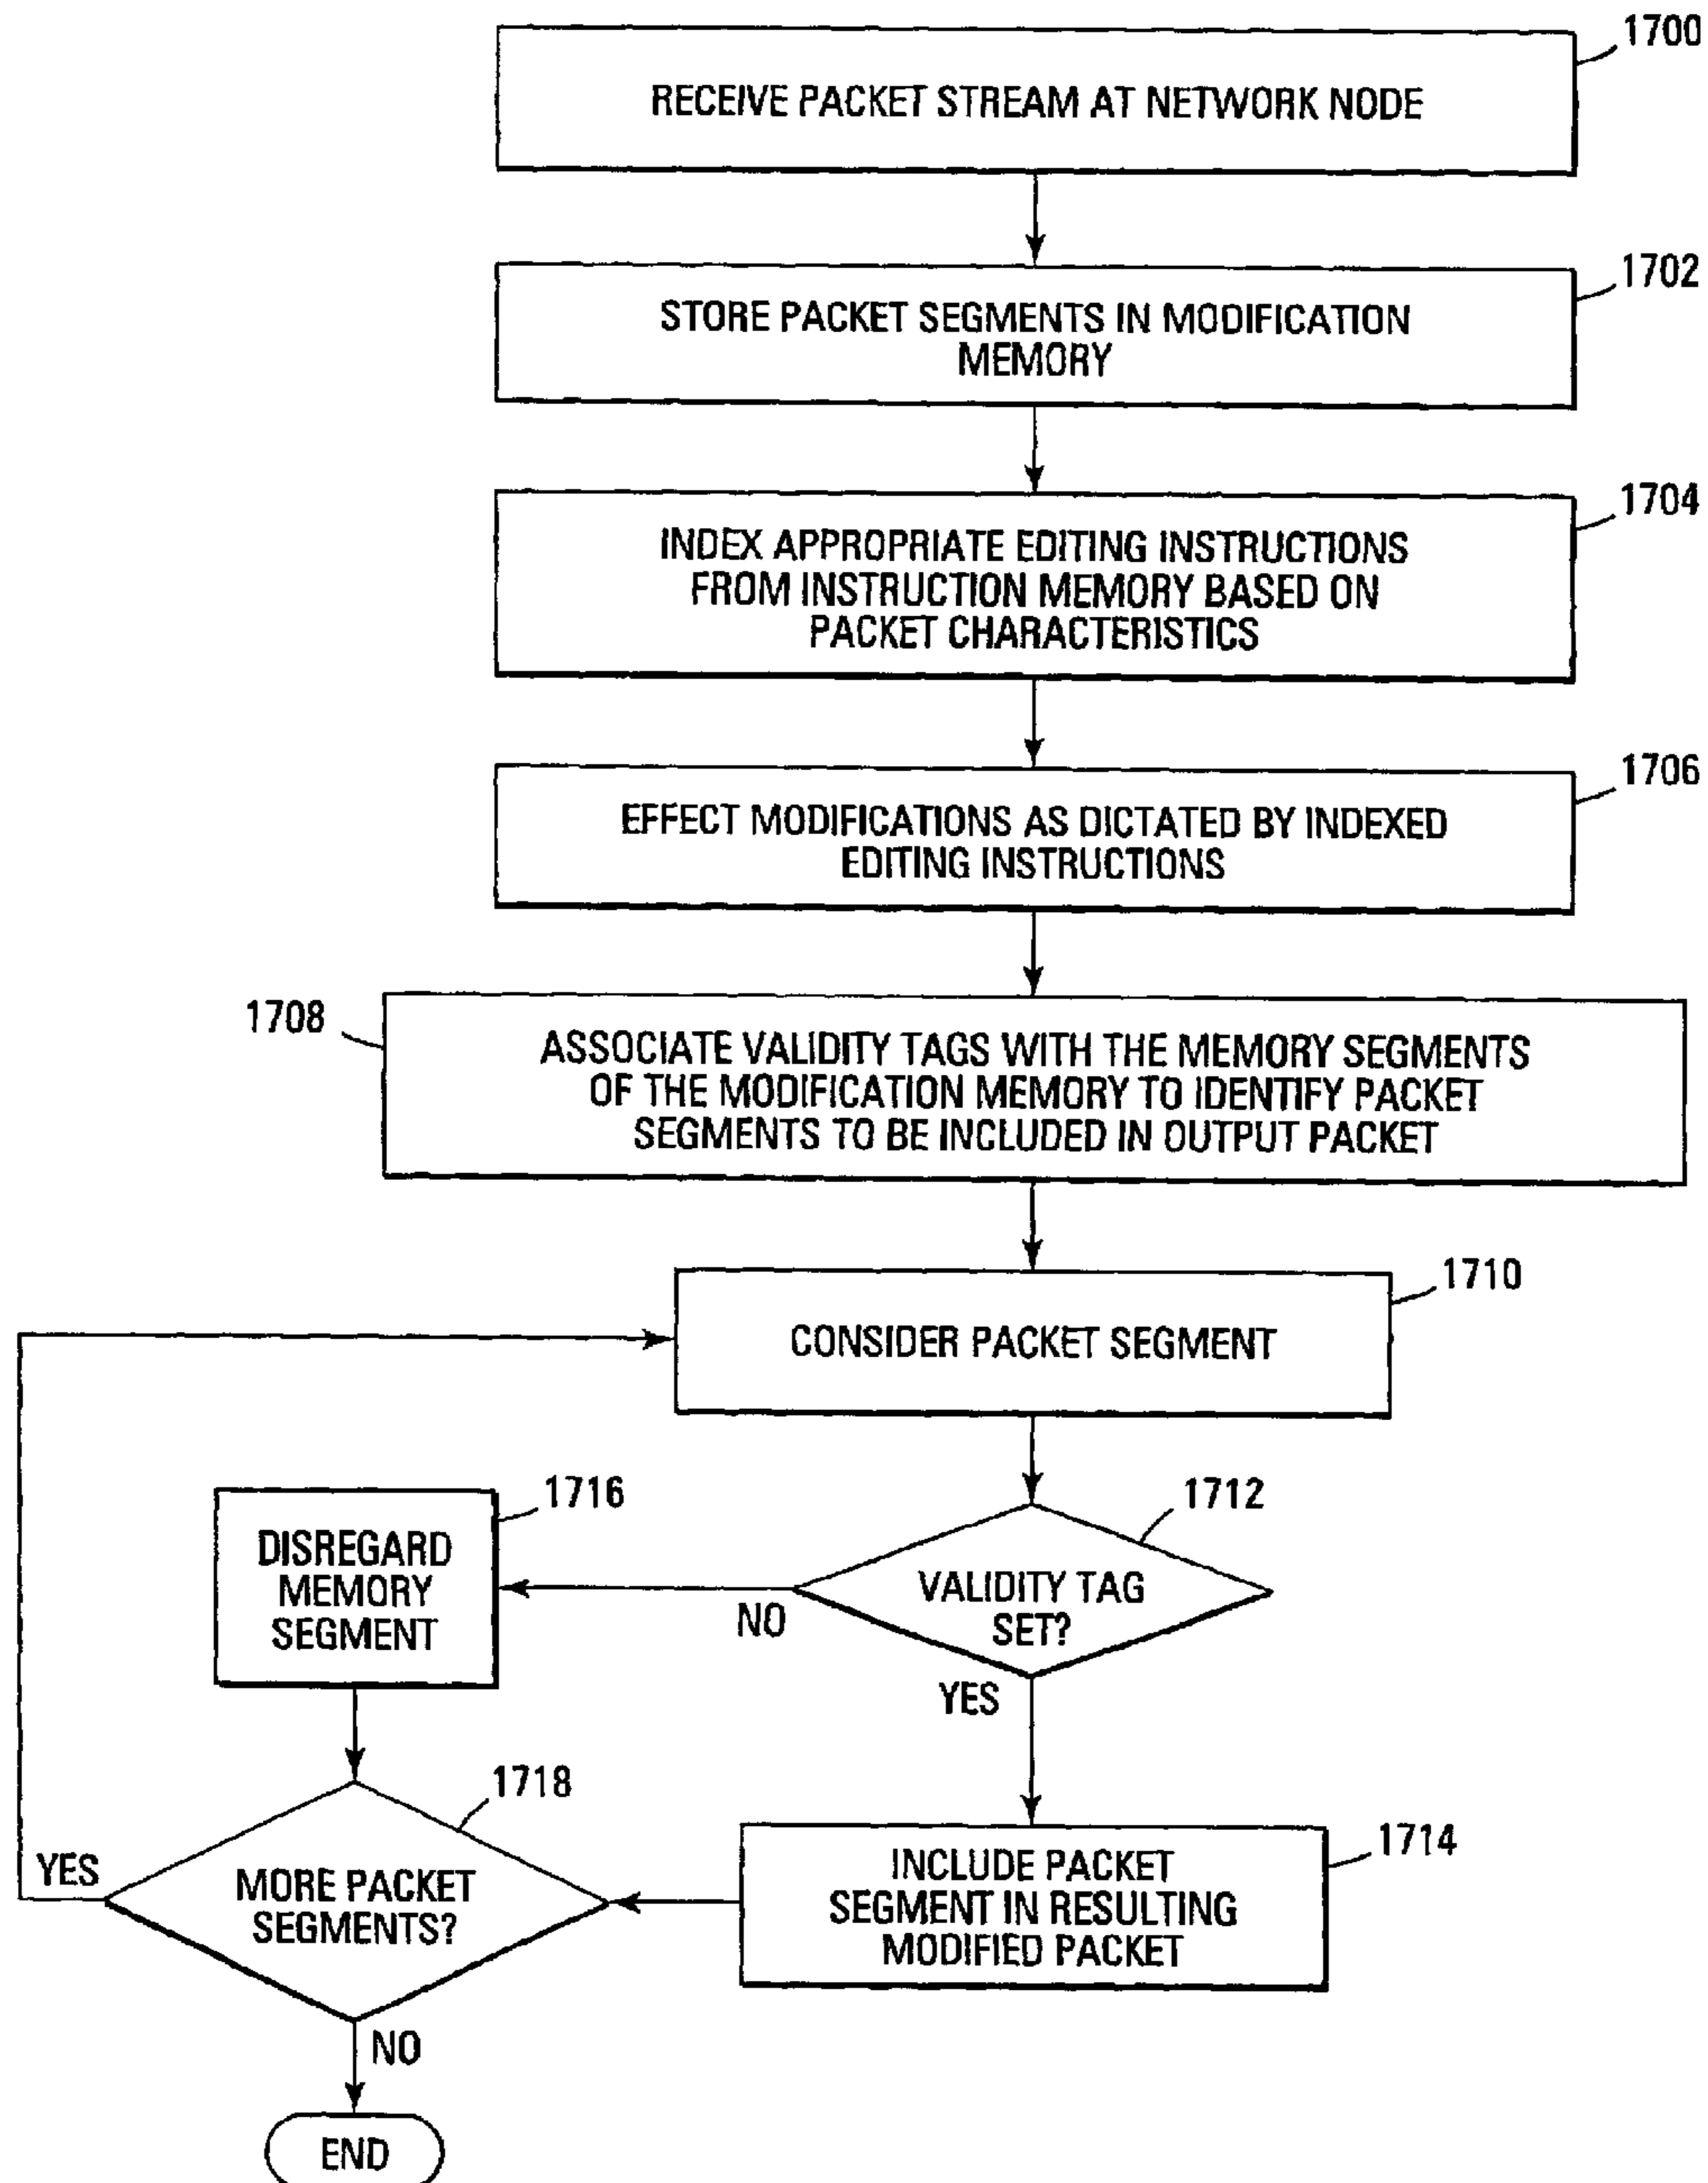 1700
RECEIVE PACKET STREAM AT NETWORK NODE
1702
STORE PACKET SEGMENTS IN MODIFICATION
MEMORY
1704
INDEX APPROPRIATE EDITING INSTRUCTIONS
FROM INSTRUCTION MEMORY BASED ON
PACKET CHARACTERISTICS
1706
EFFECT MODIFICATIONS AS DICTATED BY INDEXED
EDITING INSTRUCTIONS
1708
ASSOCIATE VALIDITY TAGS WITH THE MEMORY SEGMENTS
OF THE MODIFICATION MEMORY TO IDENTIFY PACKET
SEGMENTS TO BE INCLUDED IN OUTPUT PACKET
1710
CONSIDER PACKET SEGMENT
1712
VALIDITY TAG
SET?
NO
YES
1716
DISREGARD
MEMORY
SEGMENT
1714
INCLUDE PACKET
SEGMENT IN RESULTING
MODIFIED PACKET
1718
MORE PACKET
SEGMENTS?
YES
NO
END